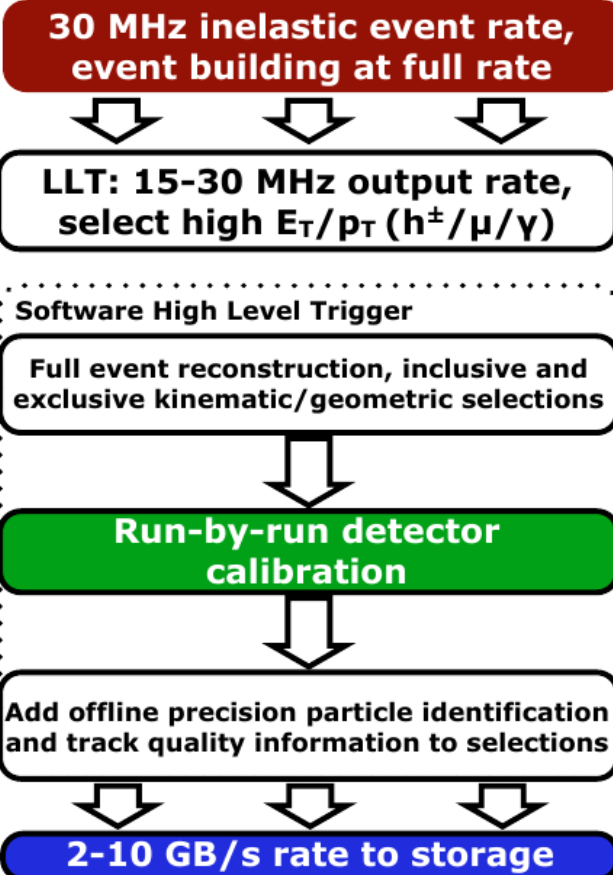 30 MHz inelastic event rate,
event building at full rate
LLT: 15-30 MHz output rate,
select high E_T/p_T (h^±/μ/γ)
Software High Level Trigger
Full event reconstruction, inclusive and
exclusive kinematic/geometric selections
Run-by-run detector
calibration
Add offline precision particle identification
and track quality information to selections
2-10 GB/s rate to storage